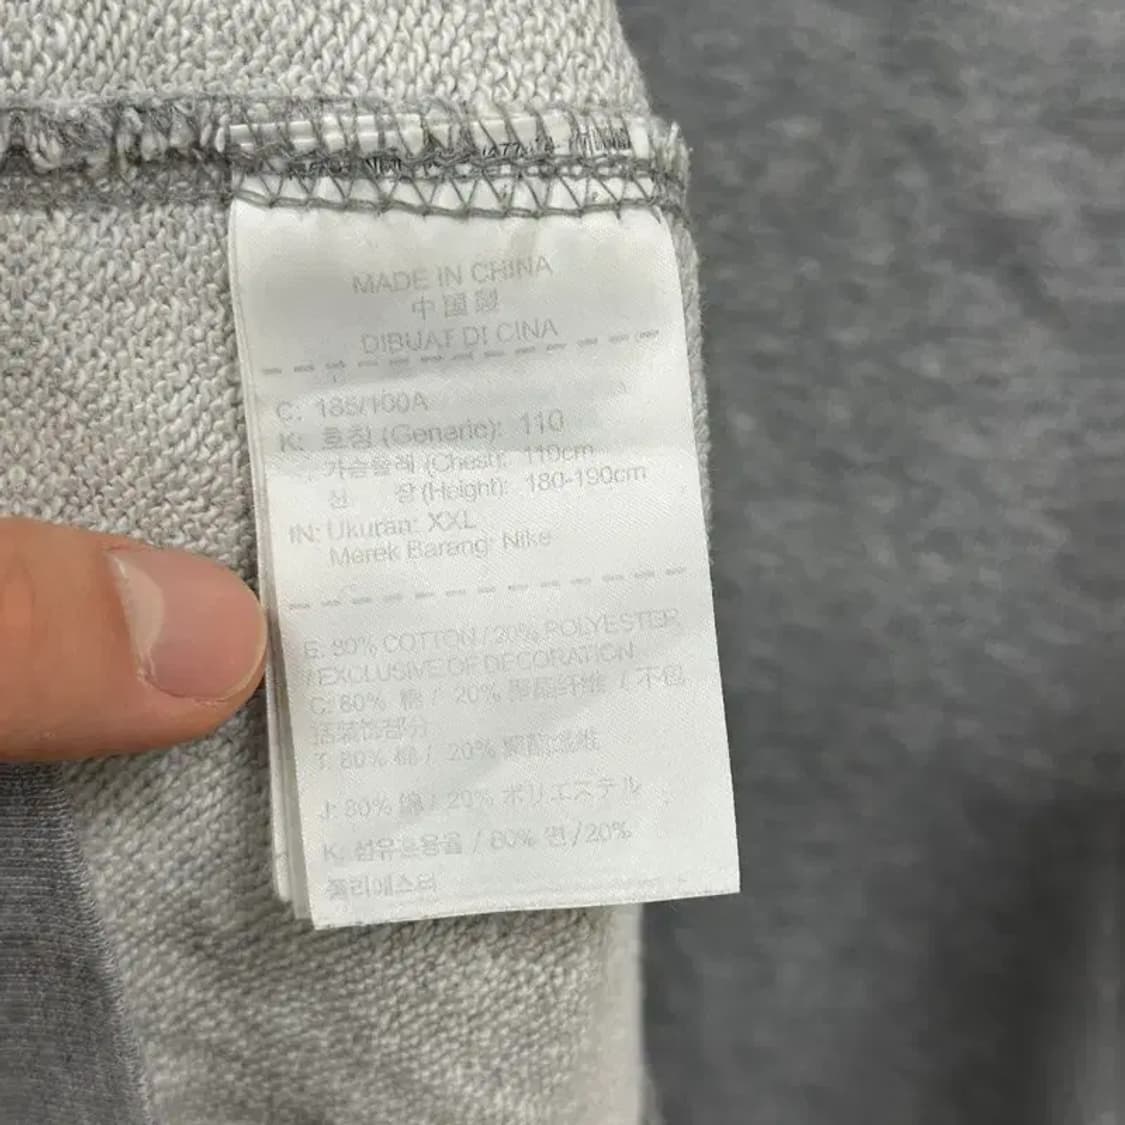 MADE IN CHINA
中国製
DIBUAT DI CINA
C: 185/100A
K: 호칭 (Generic): 110
가슴둘레 (Chest): 110cm
신 장 (Height): 180-190cm
IN: Ukuran: XXL
Merek Barang: Nike
E: 80% COTTON / 20% POLYESTER
/ EXCLUSIVE OF DECORATION
C: 80% 棉 / 20% 聚酯纤维 / 不包
括装饰部分
T: 80% 棉 / 20% 聚酯纖維
J: 80% 綿 / 20% ポリエステル
K: 섬유혼용율 / 80% 면 / 20%
폴리에스터